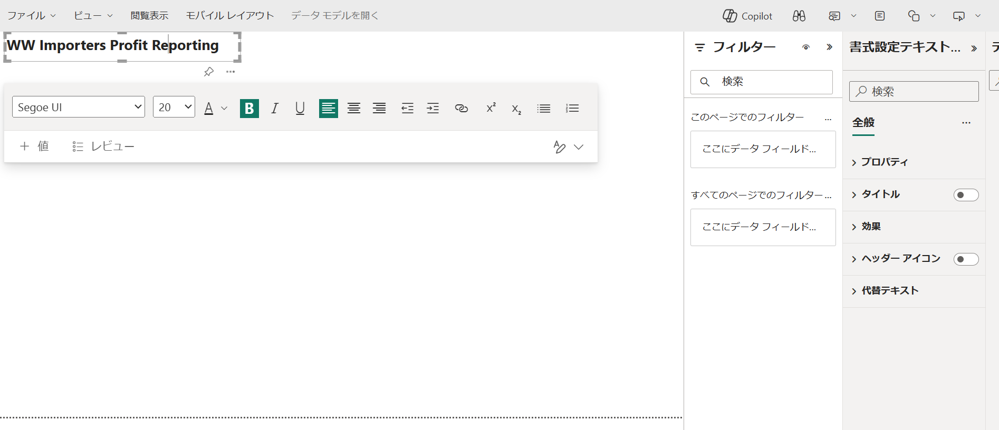 ファイル ビュー 閲覧表示 モバイル レイアウト データ モデルを開く Copilot
WW Importers Profit Reporting
Segoe UI 20 A B I U x² x₂
値 レビュー
フィルター
検索
このページでのフィルター ...
ここにデータ フィールド...
すべてのページでのフィルター ...
ここにデータ フィールド...
書式設定テキスト...
検索
全般 ...
プロパティ
タイトル
効果
ヘッダー アイコン
代替テキスト